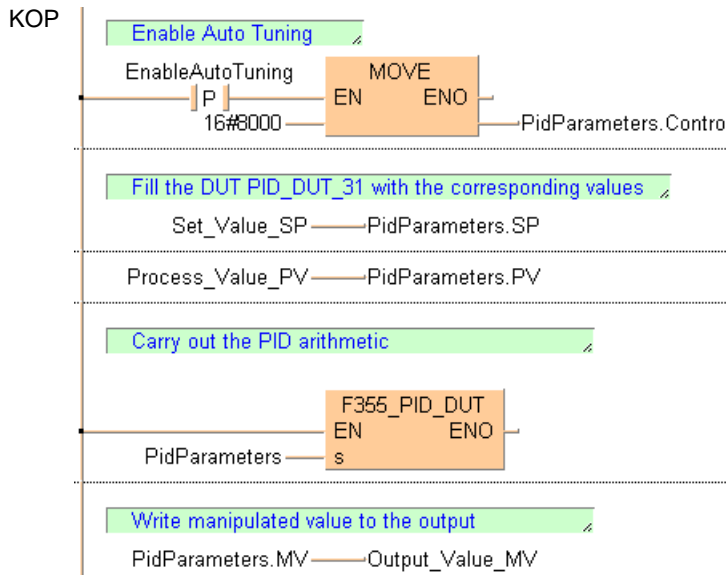 KOP
Enable Auto Tuning
EnableAutoTuning
P
MOVE
EN ENO
16#8000
PidParameters.Contro
Fill the DUT PID_DUT_31 with the corresponding values
Set_Value_SP PidParameters.SP
Process_Value_PV PidParameters.PV
Carry out the PID arithmetic
F355_PID_DUT
EN ENO
PidParameters s
Write manipulated value to the output
PidParameters.MV Output_Value_MV